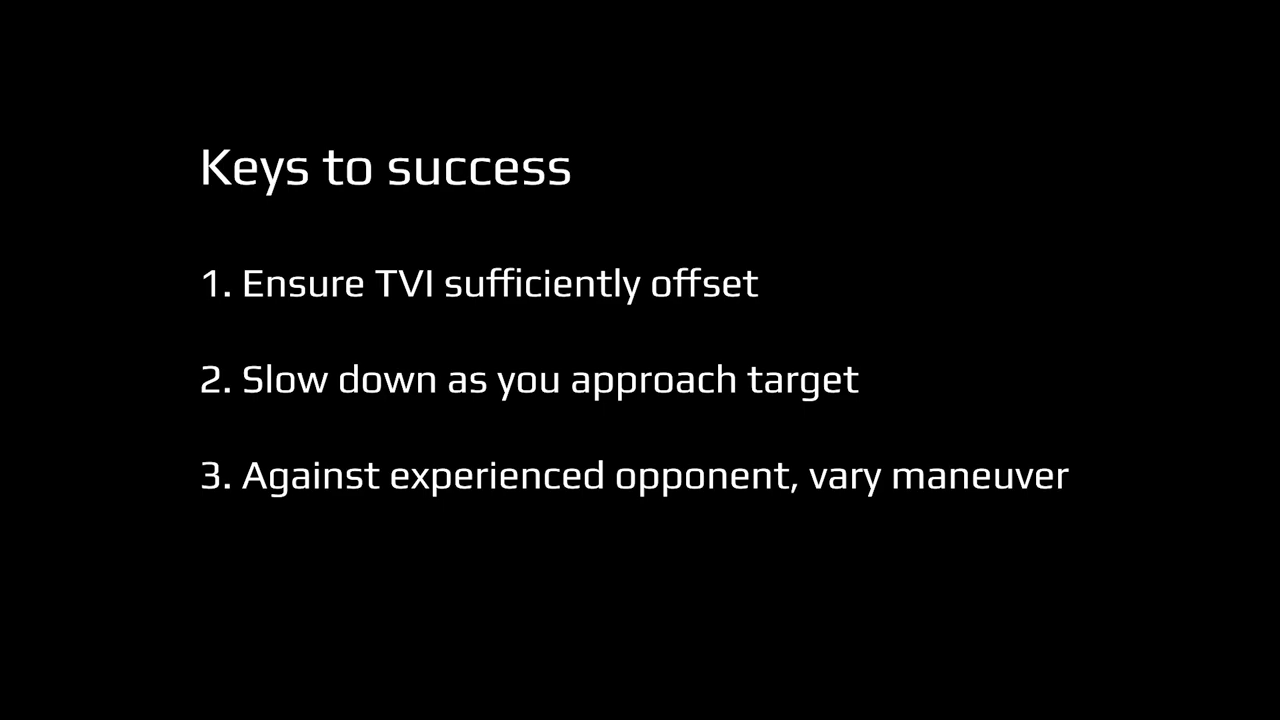 Keys to success
1. Ensure TVI sufficiently offset
2. Slow down as you approach target
3. Against experienced opponent, vary maneuver